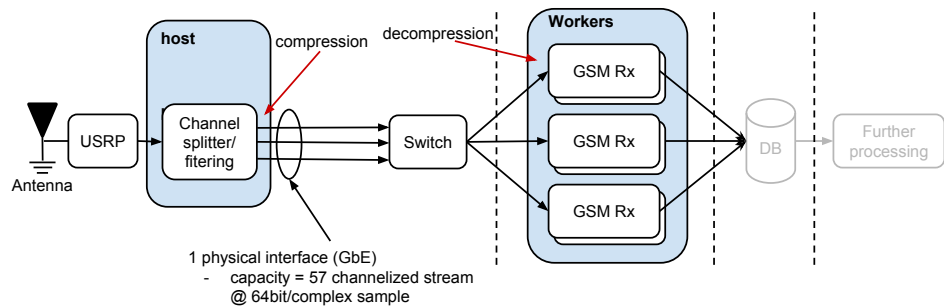 host
compression
decompression
Workers
GSM Rx
Antenna
USRP
Channel
splitter/
fitering
Switch
GSM Rx
DB
Further
processing
GSM Rx
1 physical interface (GbE)
- capacity = 57 channelized stream
@ 64bit/complex sample